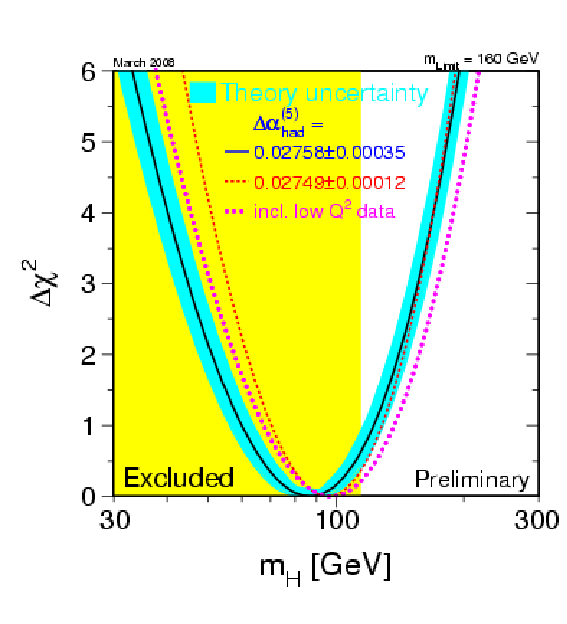 March 2008
m_Limit = 160 GeV
6
Theory uncertainty
Δα_had^(5) =
5
0.02758±0.00035
0.02749±0.00012
4
incl. low Q² data
Δχ²
3
2
1
Excluded
Preliminary
0
30
100
300
m_H [GeV]